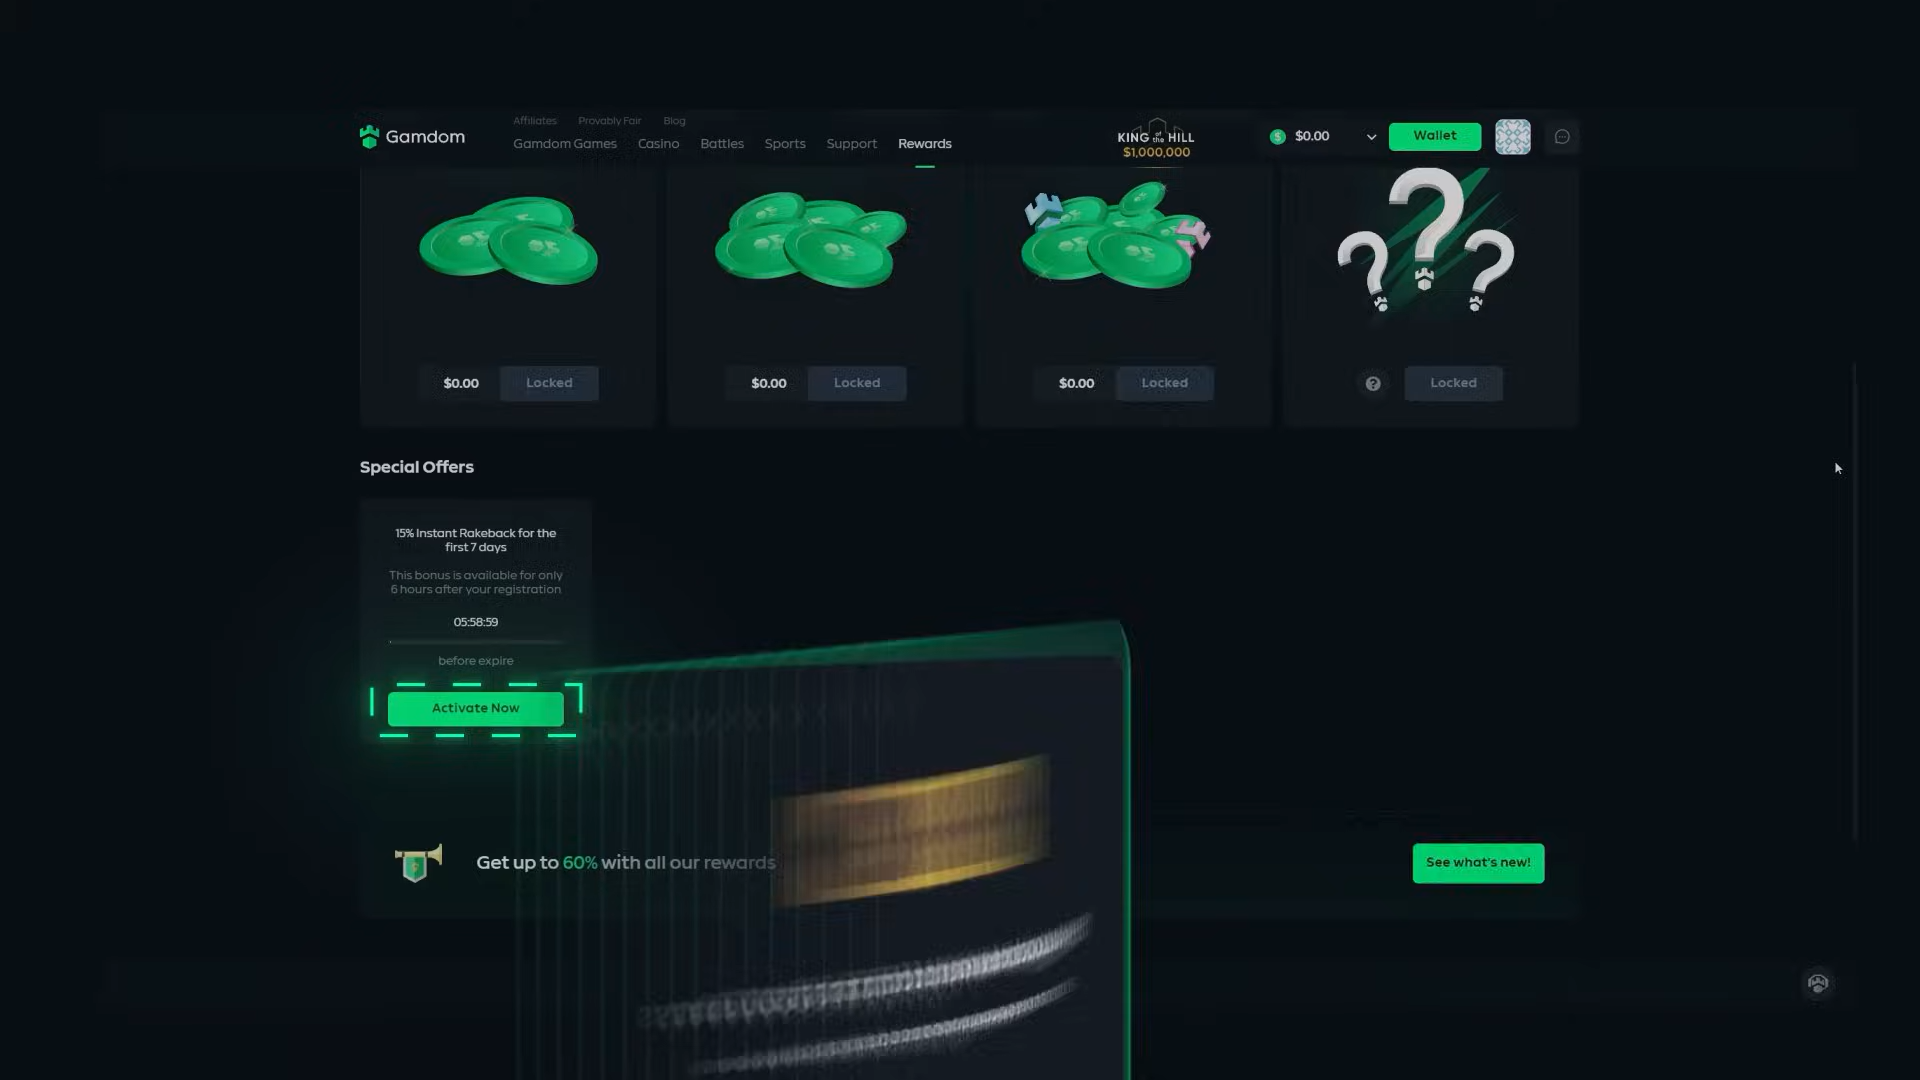 Affiliates Provably Fair Blog
Gamdom
Gamdom Games Casino Battles Sports Support Rewards
KING of the HILL
$1,000,000
$0.00
Wallet
$0.00 Locked
$0.00 Locked
$0.00 Locked
? Locked
Special Offers
15% Instant Rakeback for the
first 7 days
This bonus is available for only
6 hours after your registration
05:58:59
before expire
Activate Now
Get up to 60% with all our rewards
See what's new!